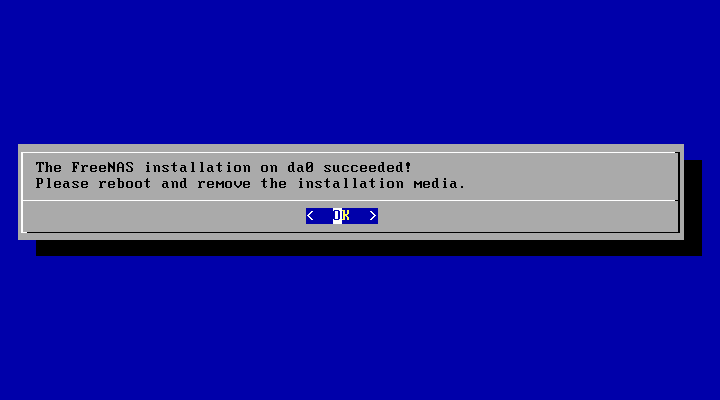 The FreeNAS installation on da0 succeeded!
Please reboot and remove the installation media.
< OK >